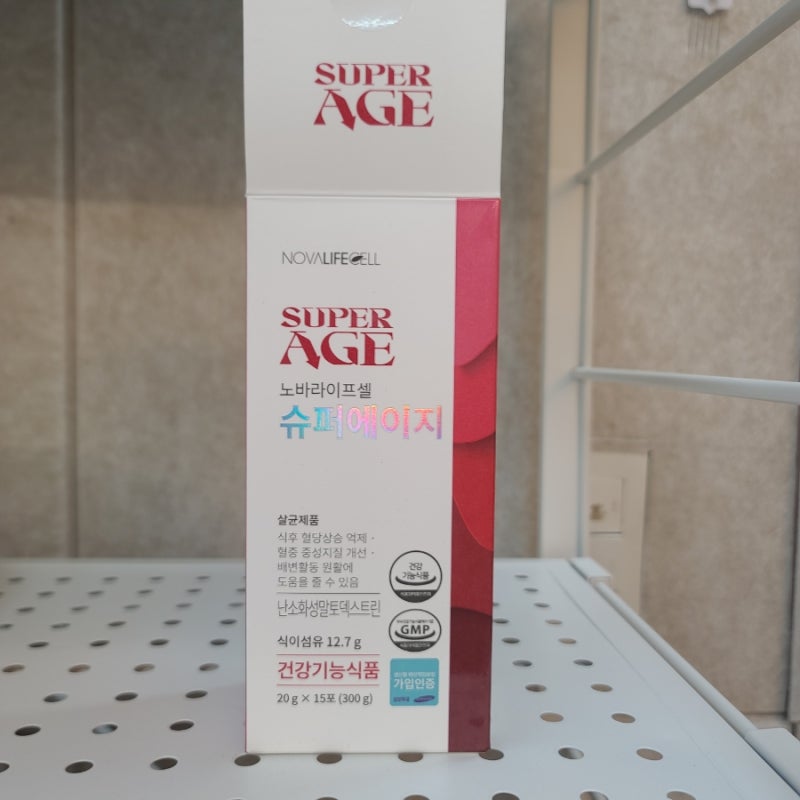 SUPER
AGE
NOVALIFECELL
SUPER
AGE
노바라이프셀
슈퍼에이지
살균제품
식후 혈당상승 억제 ·
혈중 중성지질 개선 ·
배변활동 원활에
도움을 줄 수 있음
난소화성말토덱스트린
식이섬유 12.7 g
건강기능식품
20 g × 15포 (300 g)
건강
기능식품
GMP
가입인증